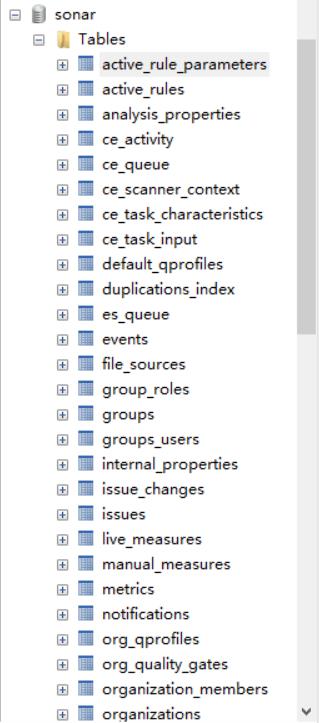 sonar
Tables
active_rule_parameters
active_rules
analysis_properties
ce_activity
ce_queue
ce_scanner_context
ce_task_characteristics
ce_task_input
default_qprofiles
duplications_index
es_queue
events
file_sources
group_roles
groups
groups_users
internal_properties
issue_changes
issues
live_measures
manual_measures
metrics
notifications
org_qprofiles
org_quality_gates
organization_members
organizations